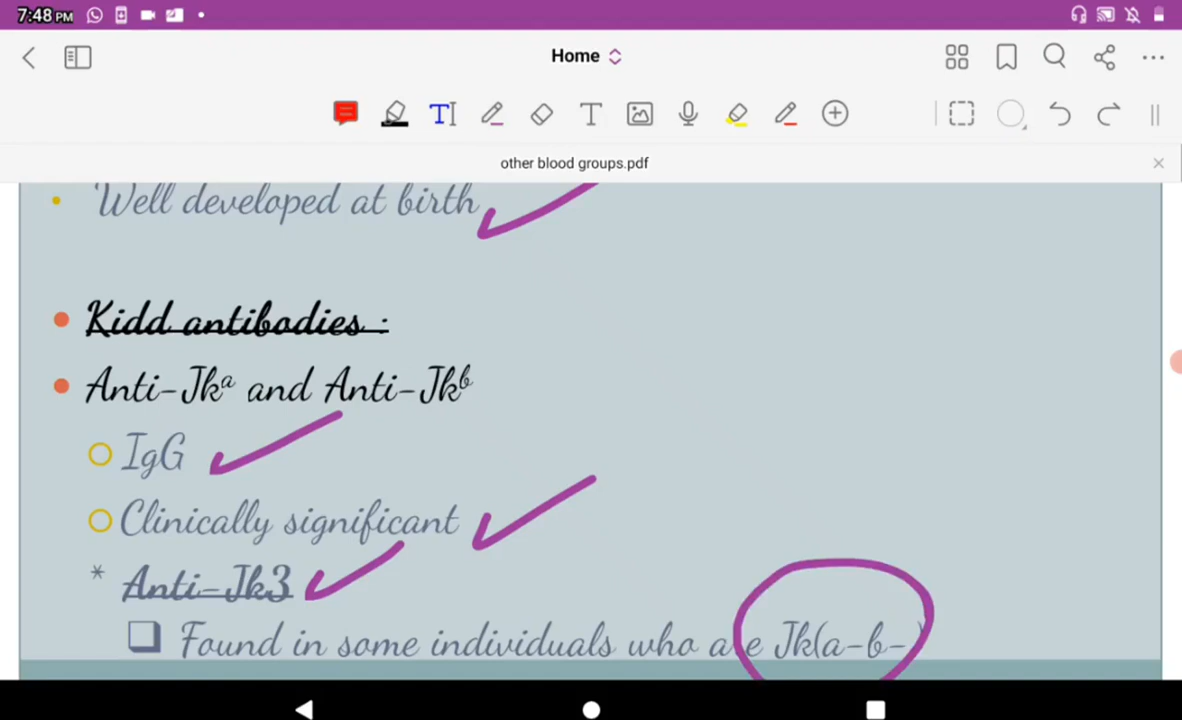 7:48 PM
Home
other blood groups.pdf
Well developed at birth
Kidd antibodies :
Anti-Jkᵃ and Anti-Jkᵇ
IgG
Clinically significant
* Anti-Jk3
Found in some individuals who are Jk(a-b-)